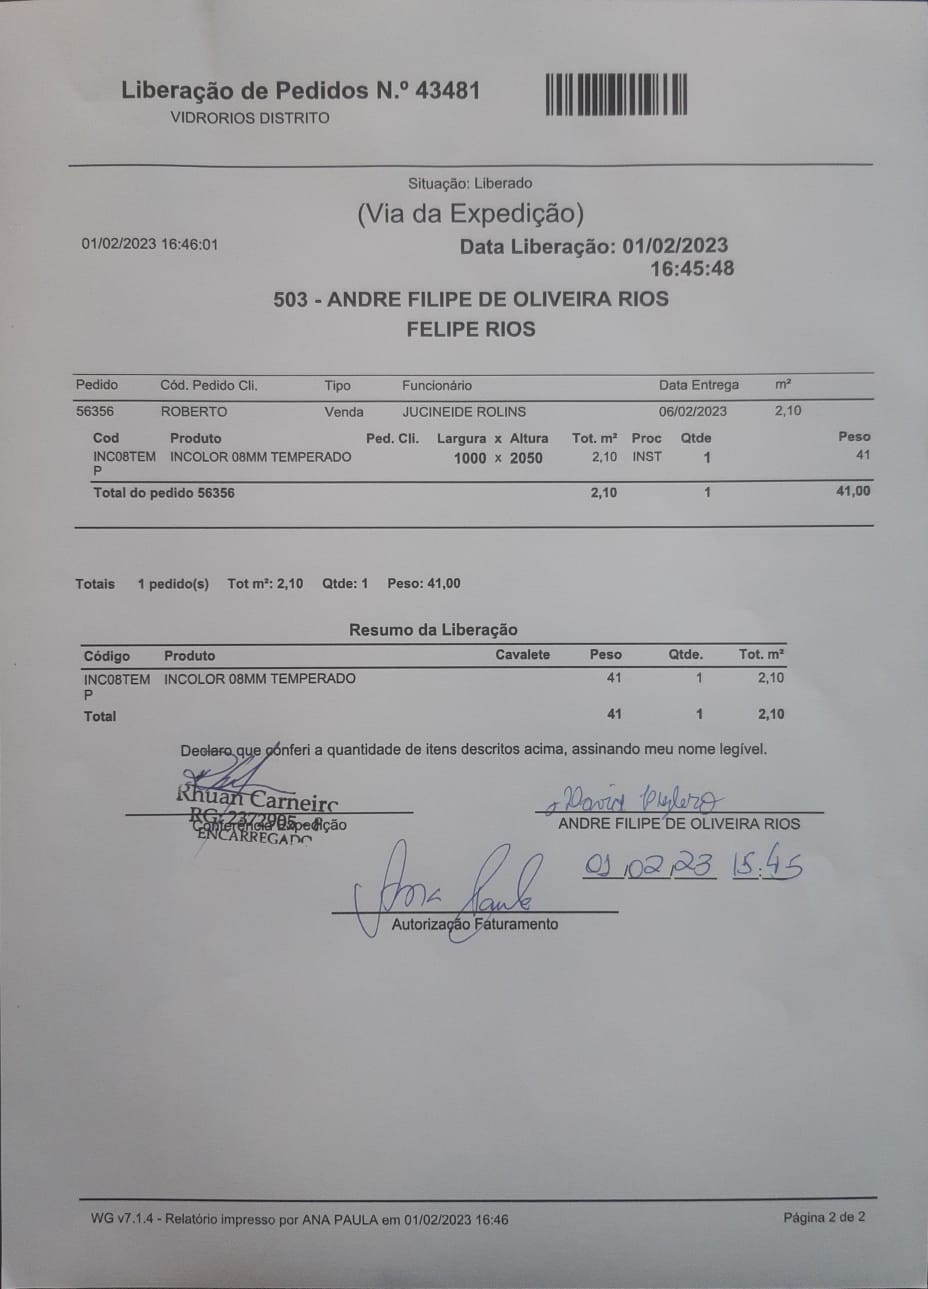 Liberação de Pedidos N.º 43481
VIDRORIOS DISTRITO
Situação: Liberado
(Via da Expedição)
01/02/2023 16:46:01
Data Liberação: 01/02/2023
16:45:48
503 - ANDRE FILIPE DE OLIVEIRA RIOS
FELIPE RIOS
Pedido Cód. Pedido Cli. Tipo Funcionário Data Entrega m²
56356 ROBERTO Venda JUCINEIDE ROLINS 06/02/2023 2,10
Cod Produto Ped. Cli. Largura x Altura Tot. m² Proc Qtde Peso
INC08TEM INCOLOR 08MM TEMPERADO 1000 x 2050 2,10 INST 1 41
P
Total do pedido 56356 2,10 1 41,00
Totais 1 pedido(s) Tot m²: 2,10 Qtde: 1 Peso: 41,00
Resumo da Liberação
Código Produto Cavalete Peso Qtde. Tot. m²
INC08TEM INCOLOR 08MM TEMPERADO 41 1 2,10
P
Total 41 1 2,10
Declaro que conferi a quantidade de itens descritos acima, assinando meu nome legível.
Rhuan Carneiro
David
Conferência Expedição
ENCARREGADO
ANDRE FILIPE DE OLIVEIRA RIOS
01/02/23 15:45
Ana Paula
Autorização Faturamento
WG v7.1.4 - Relatório impresso por ANA PAULA em 01/02/2023 16:46
Página 2 de 2